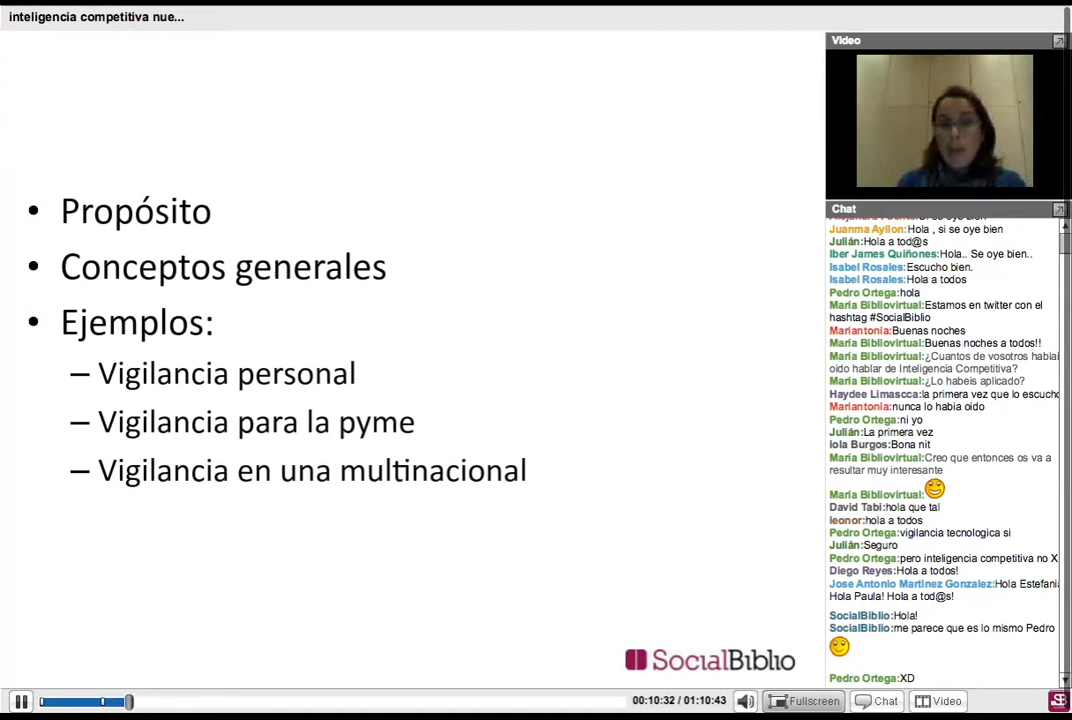 inteligencia competitiva nue...
• Propósito
• Conceptos generales
• Ejemplos:
– Vigilancia personal
– Vigilancia para la pyme
– Vigilancia en una multinacional
SocialBiblio
Video
Chat
Juanma Ayllon:Hola , si se oye bien
Julián:Hola a tod@s
Iber James Quiñones:Hola.. Se oye bien..
Isabel Rosales:Escucho bien.
Isabel Rosales:Hola a todos
Pedro Ortega:hola
María Bibliovirtual:Estamos en twitter con el
hashtag #SocialBiblio
Mariantonia:Buenas noches
María Bibliovirtual:Buenas noches a todos!!
María Bibliovirtual:¿Cuantos de vosotros habiai
oido hablar de Inteligencia Competitiva?
María Bibliovirtual:¿Lo habeis aplicado?
Haydee Limascca:la primera vez que lo escucho
Mariantonia:nunca lo habia oido
Pedro Ortega:ni yo
Julián:La primera vez
lola Burgos:Bona nit
María Bibliovirtual:Creo que entonces os va a
resultar muy interesante
María Bibliovirtual:
David Tabi:hola que tal
leonor:hola a todos
Pedro Ortega:vigilancia tecnologica si
Julián:Seguro
Pedro Ortega:pero inteligencia competitiva no X
Diego Reyes:Hola a todos!
Jose Antonio Martinez Gonzalez:Hola Estefani
Hola Paula! Hola a tod@s!
SocialBiblio:Hola!
SocialBiblio:me parece que es lo mismo Pedro
Pedro Ortega:XD
00:10:32 / 01:10:43
Fullscreen
Chat
Video
SB